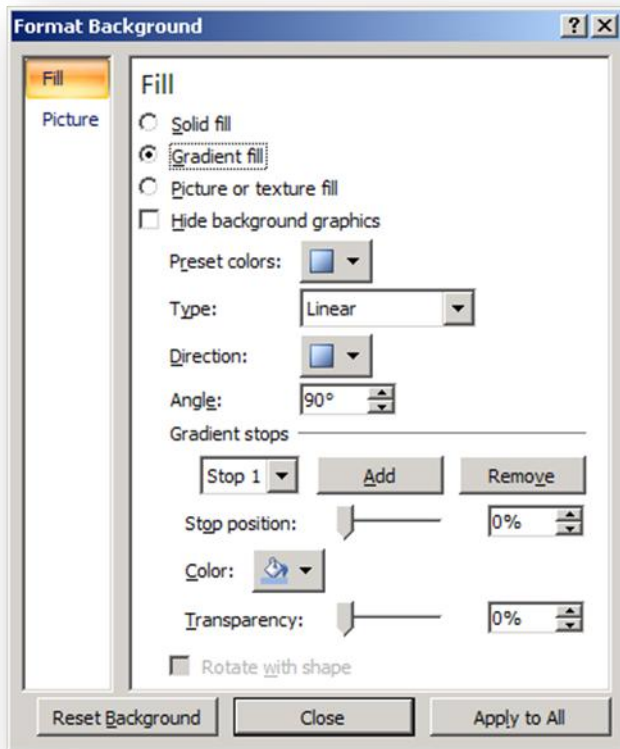 Format Background
Fill
Picture
Fill
Solid fill
Gradient fill
Picture or texture fill
Hide background graphics
Preset colors:
Type: Linear
Direction:
Angle: 90°
Gradient stops
Stop 1 Add Remove
Stop position: 0%
Color:
Transparency: 0%
Rotate with shape
Reset Background Close Apply to All